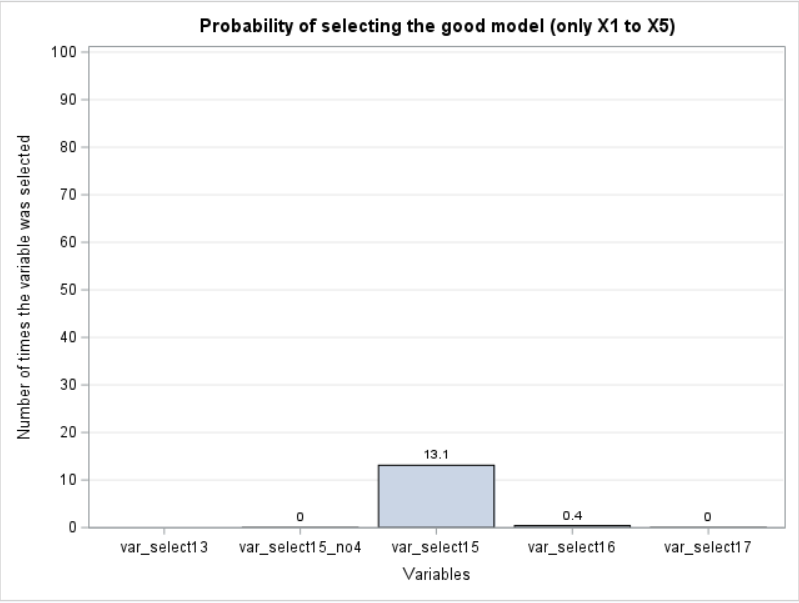 Probability of selecting the good model (only X1 to X5)
Number of times the variable was selected
100
90
80
70
60
50
40
30
20
10
0
0
13.1
0.4
0
var_select13
var_select15_no4
var_select15
var_select16
var_select17
Variables